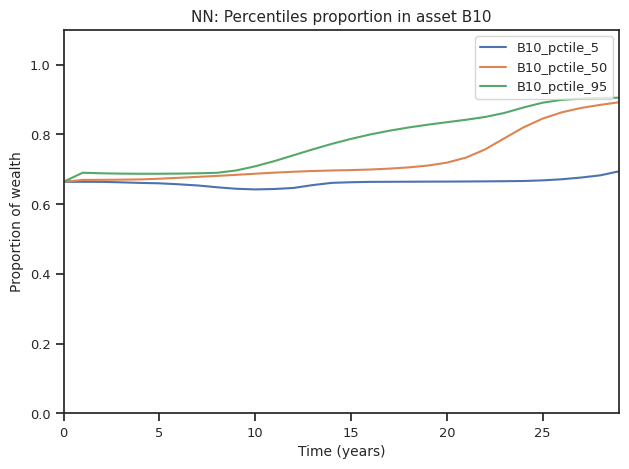 NN: Percentiles proportion in asset B10
B10_pctile_5
B10_pctile_50
B10_pctile_95
Proportion of wealth
1.0
0.8
0.6
0.4
0.2
0.0
0 5 10 15 20 25
Time (years)